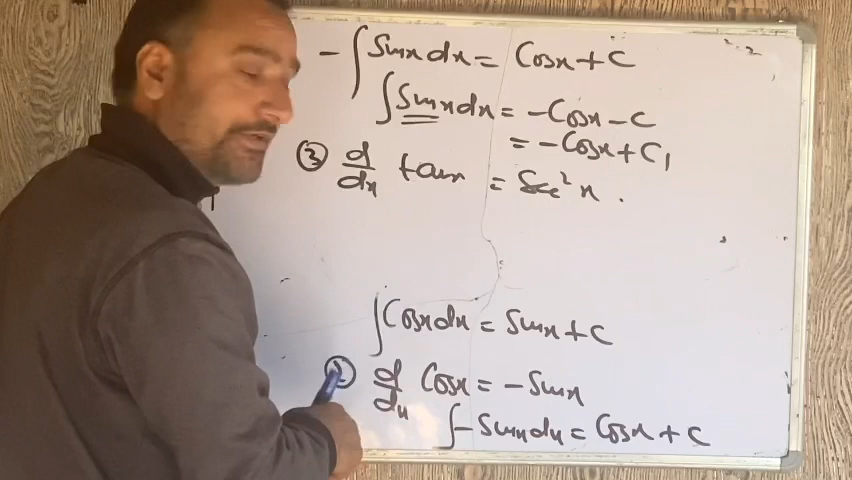 - ∫ Sinx dx = Cosx + C
∫ Sinx dx = - Cosx - C
= - Cosx + C₁
③ d/dx tanx = Sec²x .
∫ Cosx dx = Sinx + C
② d/dx Cosx = - Sinx
∫ - Sinx dx = Cosx + C